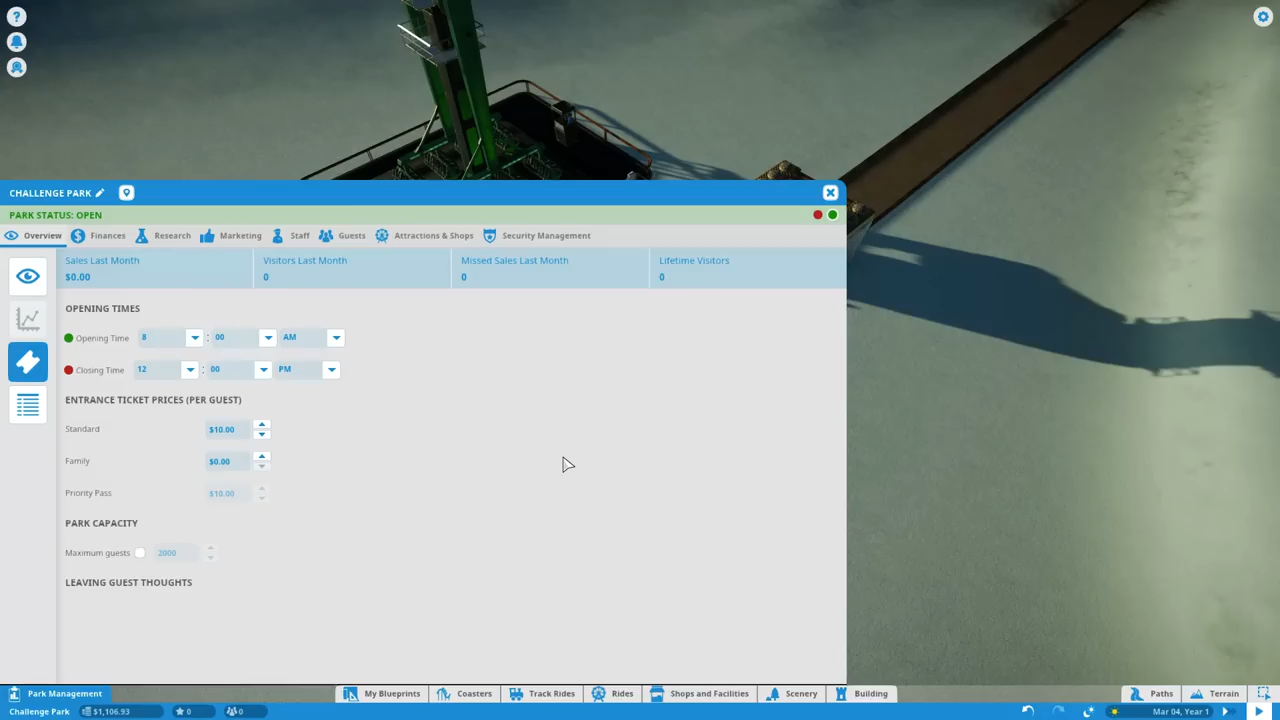 ?
CHALLENGE PARK
PARK STATUS: OPEN
Overview Finances Research Marketing Staff Guests Attractions & Shops Security Management
Sales Last Month Visitors Last Month Missed Sales Last Month Lifetime Visitors
$0.00 0 0 0
OPENING TIMES
Opening Time 8 : 00 AM
Closing Time 12 : 00 PM
ENTRANCE TICKET PRICES (PER GUEST)
Standard $10.00
Family $0.00
Priority Pass $10.00
PARK CAPACITY
Maximum guests 2000
LEAVING GUEST THOUGHTS
Park Management My Blueprints Coasters Track Rides Rides Shops and Facilities Scenery Building Paths Terrain
Challenge Park $1,106.93 0 0 Mar 04, Year 1